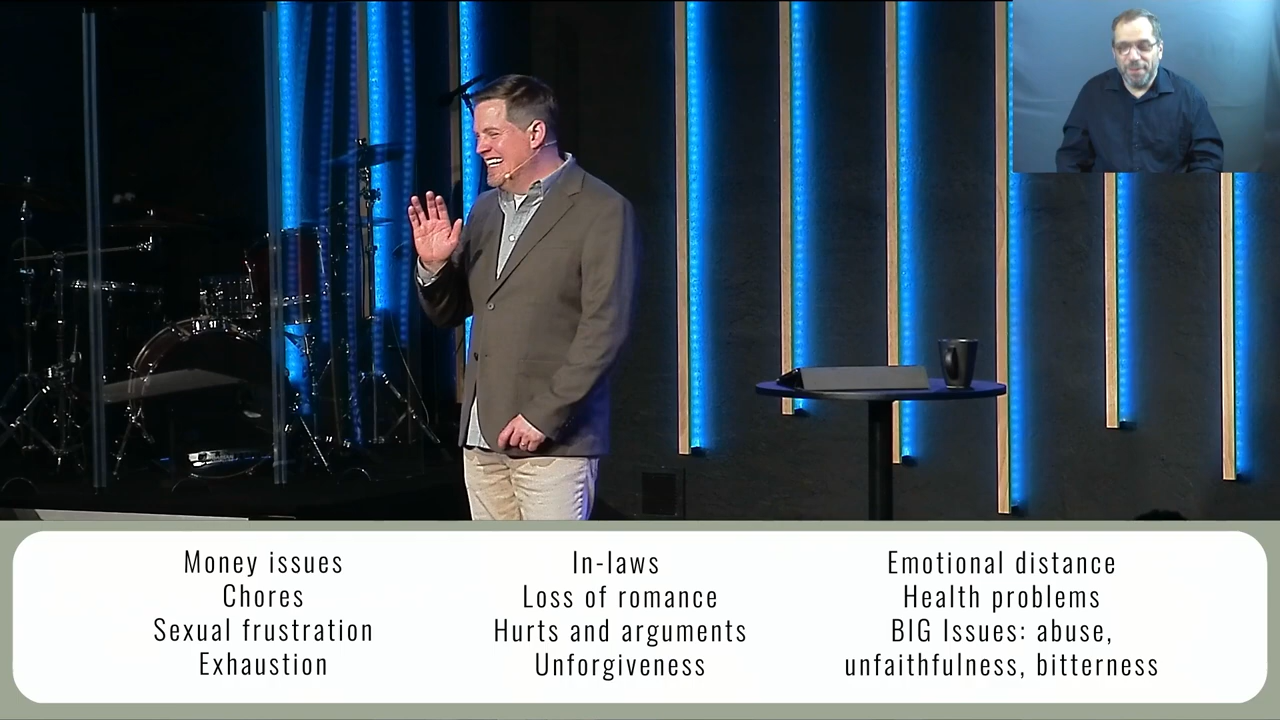 Money issues
Chores
Sexual frustration
Exhaustion
In-laws
Loss of romance
Hurts and arguments
Unforgiveness
Emotional distance
Health problems
BIG Issues: abuse,
unfaithfulness, bitterness